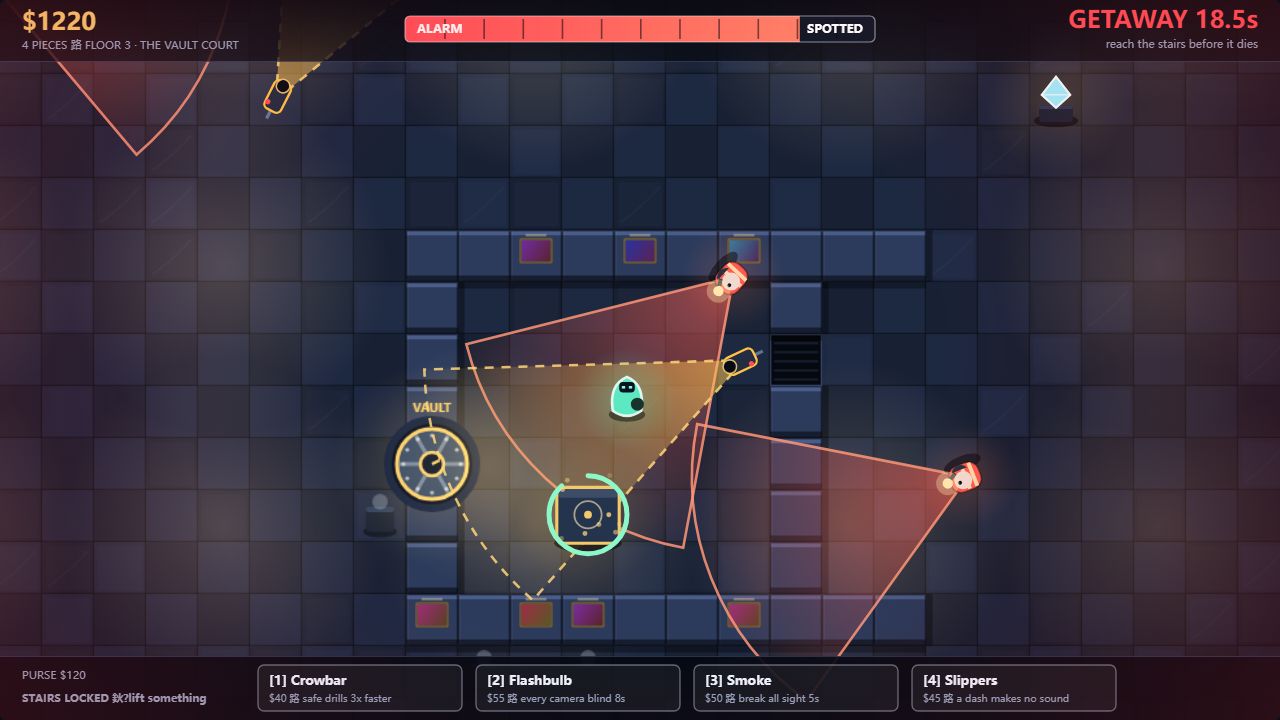 $1220
4 PIECES 路 FLOOR 3 · THE VAULT COURT
ALARM
SPOTTED
GETAWAY 18.5s
reach the stairs before it dies
VAULT
PURSE $120
STAIRS LOCKED 欤?lift something
[1] Crowbar
$40 路 safe drills 3x faster
[2] Flashbulb
$55 路 every camera blind 8s
[3] Smoke
$50 路 break all sight 5s
[4] Slippers
$45 路 a dash makes no sound